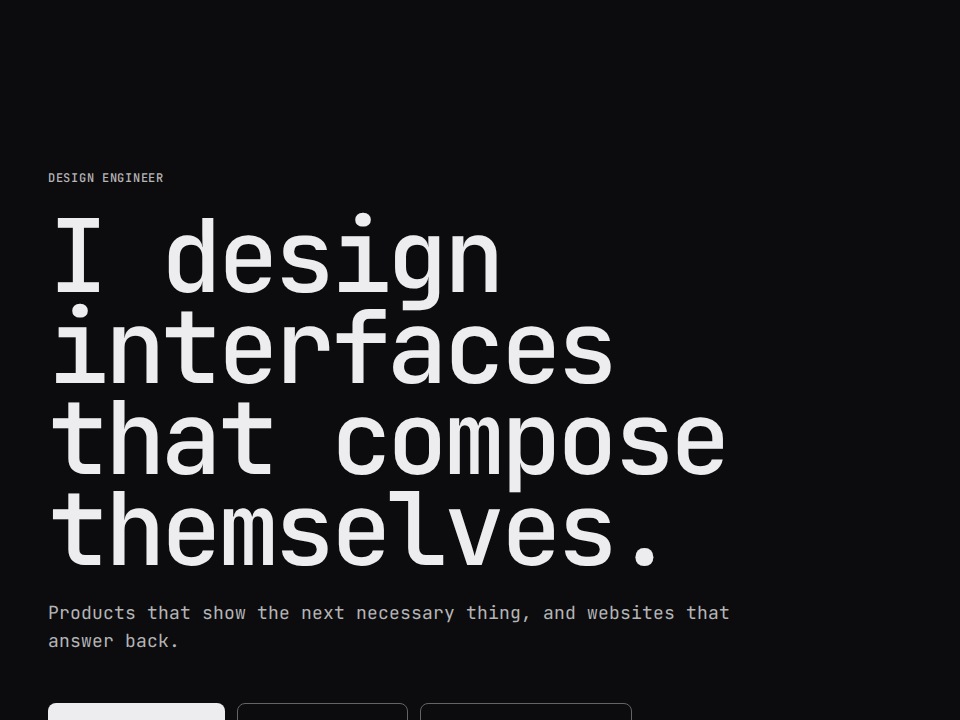 DESIGN ENGINEER
I design
interfaces
that compose
themselves.
Products that show the next necessary thing, and websites that
answer back.